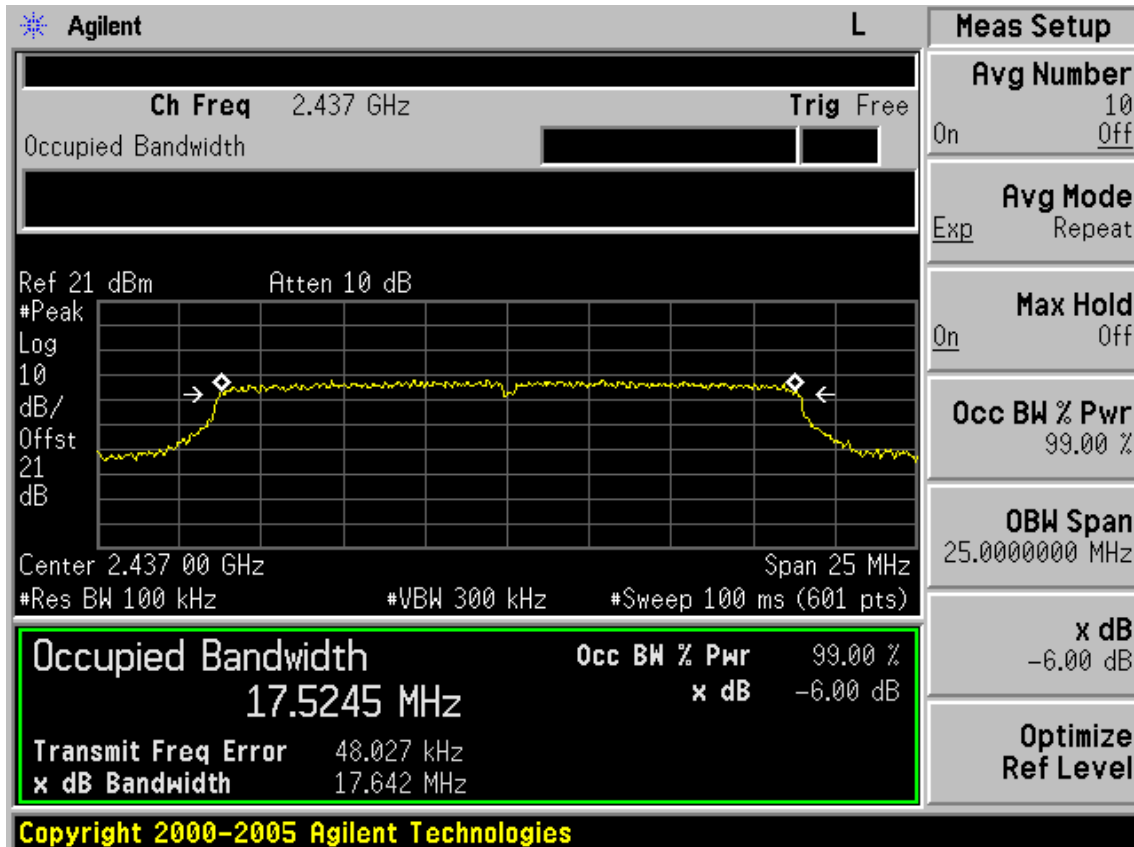 Agilent L
Ch Freq 2.437 GHz Trig Free
Occupied Bandwidth
Ref 21 dBm Atten 10 dB
#Peak
Log
10
dB/
Offst
21
dB
Center 2.437 00 GHz Span 25 MHz
#Res BW 100 kHz #VBW 300 kHz #Sweep 100 ms (601 pts)
Occupied Bandwidth
17.5245 MHz
Occ BW % Pwr 99.00 %
x dB -6.00 dB
Transmit Freq Error 48.027 kHz
x dB Bandwidth 17.642 MHz
Copyright 2000-2005 Agilent Technologies
Meas Setup
Avg Number
10
On Off
Avg Mode
Exp Repeat
Max Hold
On Off
Occ BW % Pwr
99.00 %
OBW Span
25.0000000 MHz
x dB
-6.00 dB
Optimize
Ref Level